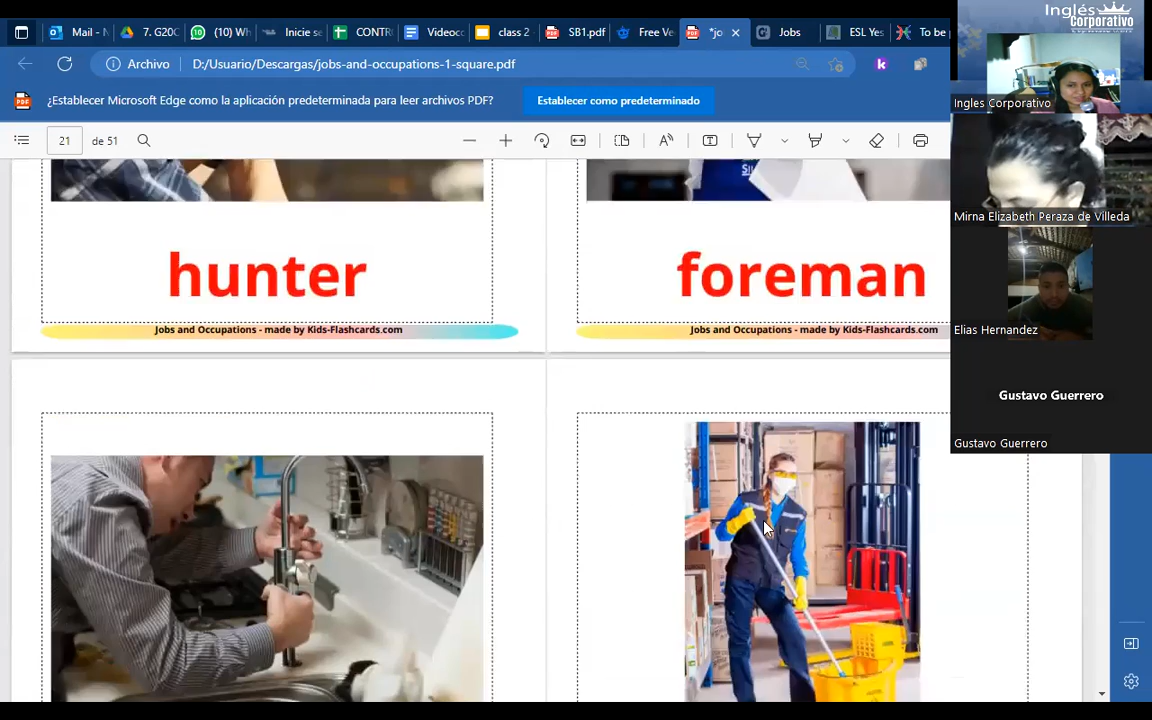 Mail - N
7. G20C
(10) Wh
Inicie se
CONTR
Videoco
class 2
SB1.pdf
Free Ve
*jo
Jobs
ESL Yes
To be p
Archivo
D:/Usuario/Descargas/jobs-and-occupations-1-square.pdf
¿Establecer Microsoft Edge como la aplicación predeterminada para leer archivos PDF?
Establecer como predeterminado
21
de 51
hunter
foreman
Jobs and Occupations - made by Kids-Flashcards.com
Jobs and Occupations - made by Kids-Flashcards.com
Inglés
Corporativo
Ingles Corporativo
Mirna Elizabeth Peraza de Villeda
Elias Hernandez
Gustavo Guerrero
Gustavo Guerrero